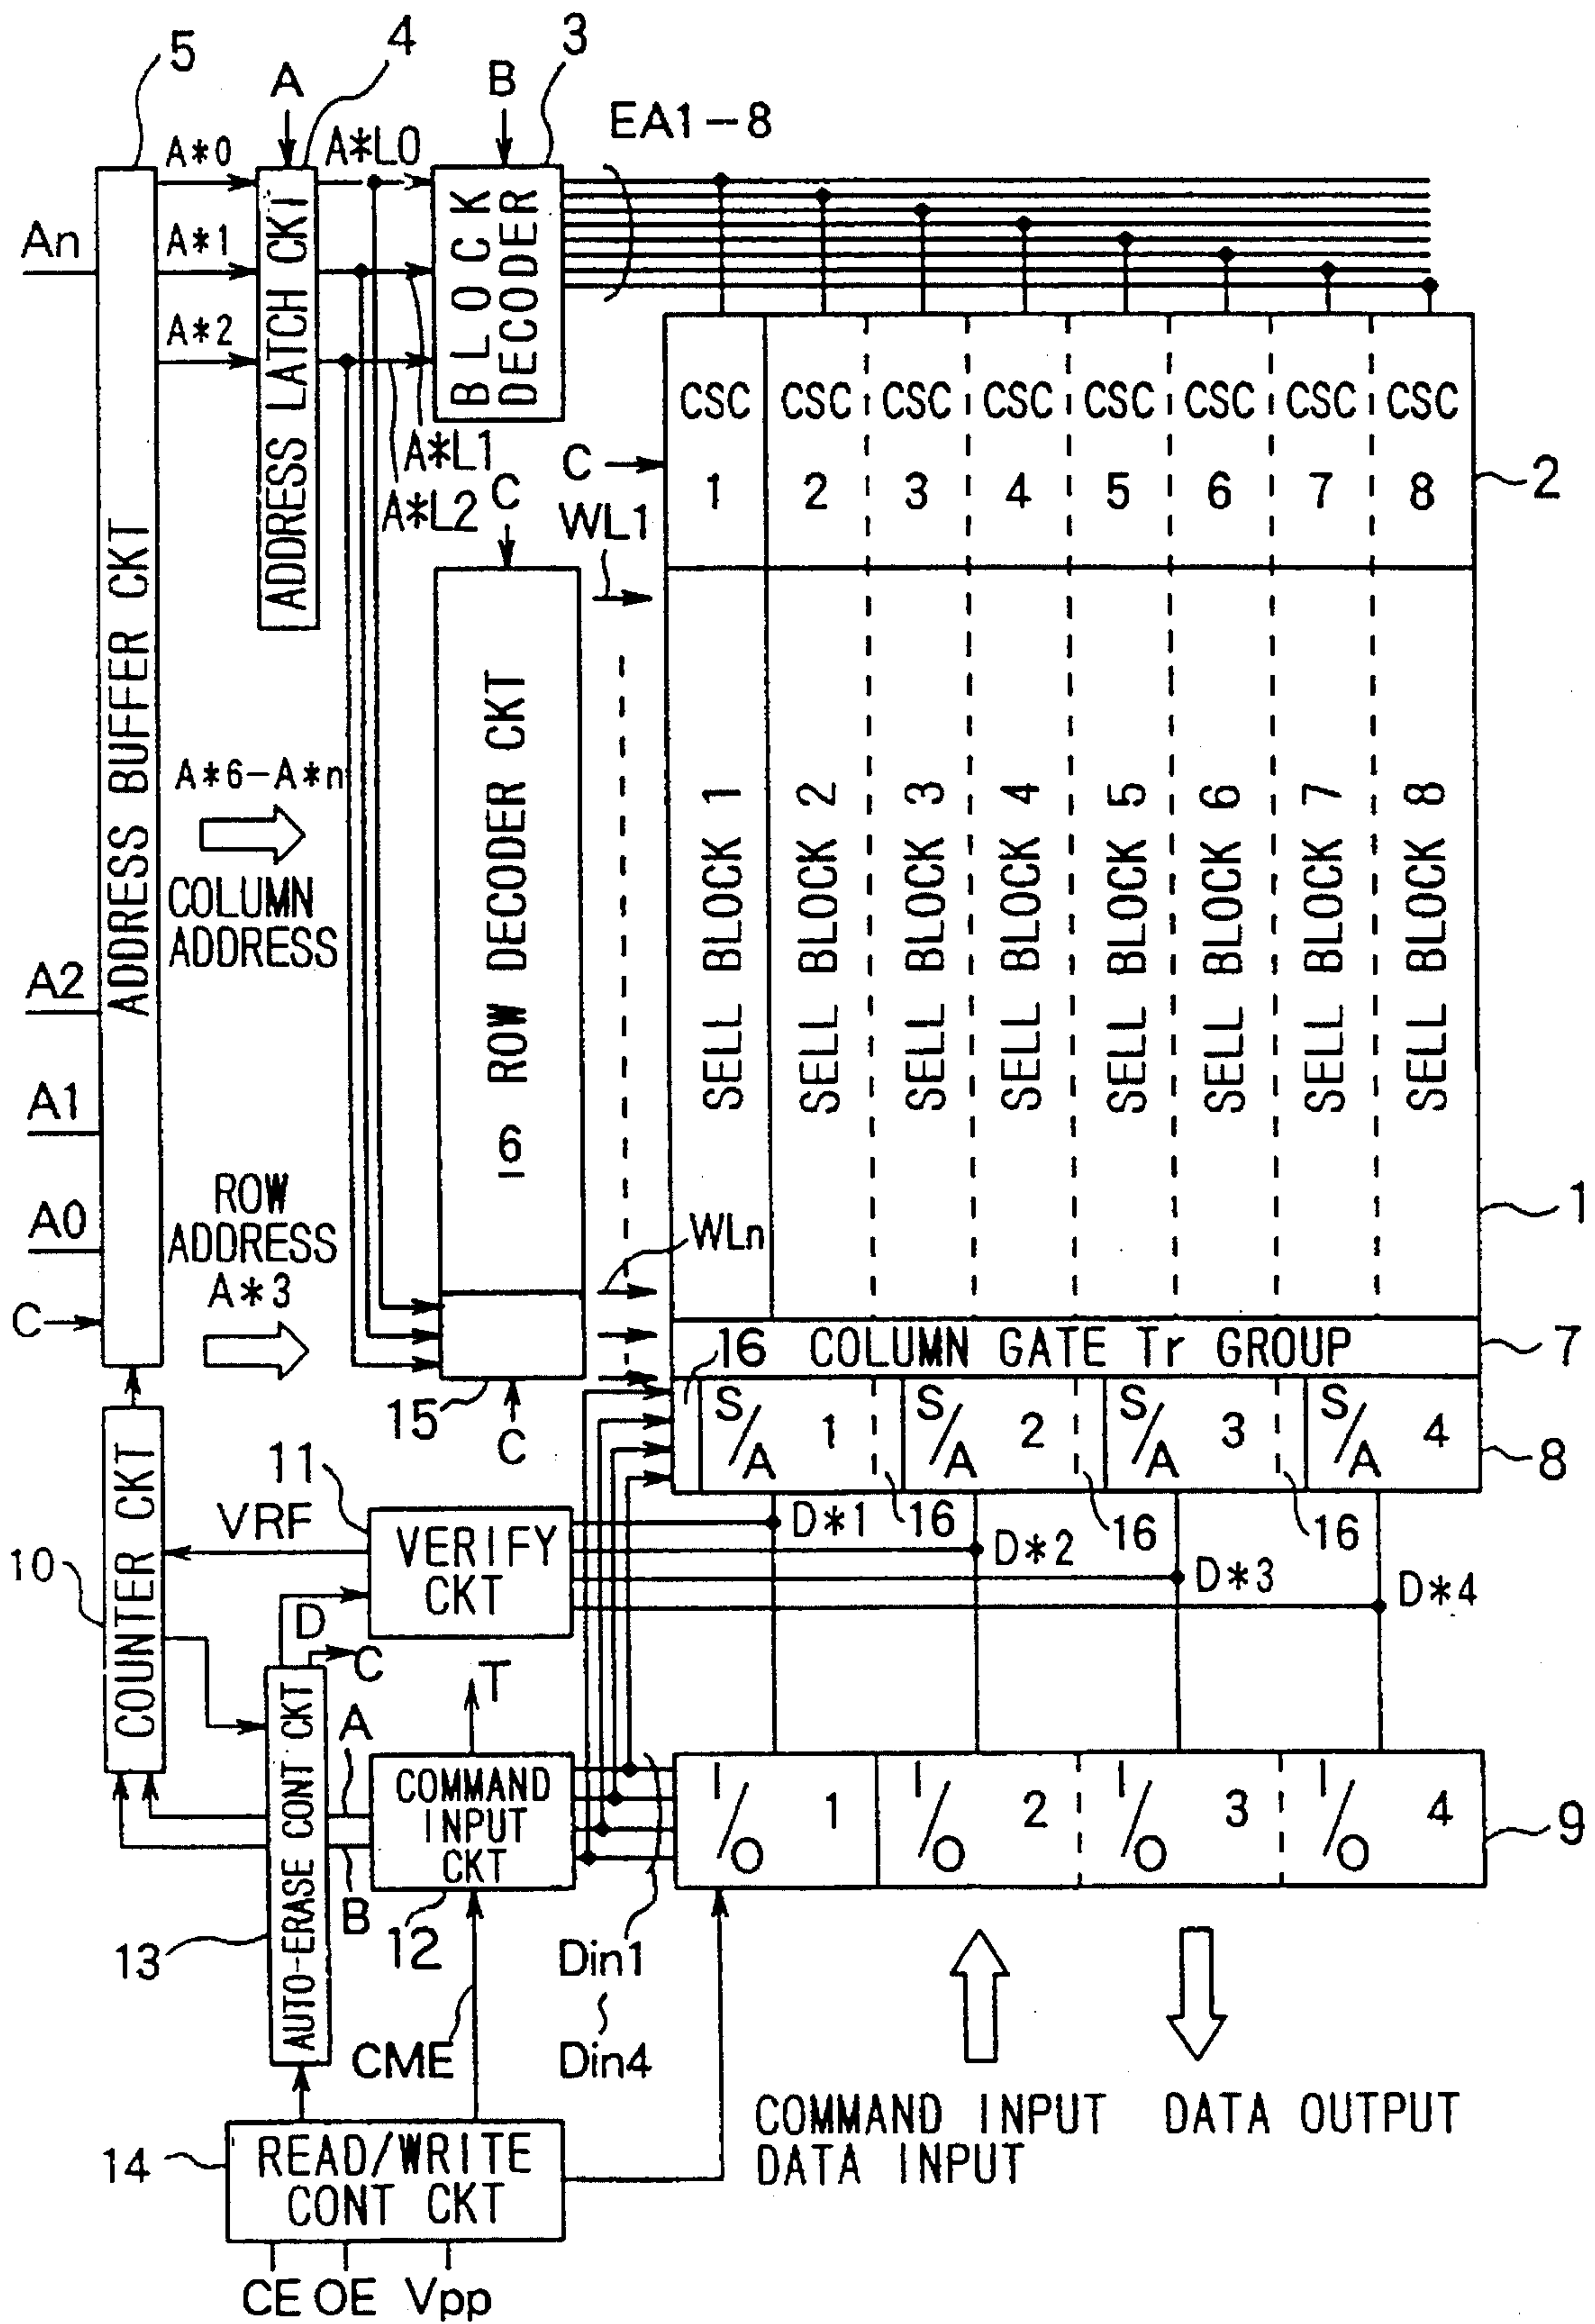 5
4
3
A
B
EA1-8
A*0
A*L0
An
A*1
A*2
ADDRESS BUFFER CKT
ADDRESS LATCH CKT
BLOCK
DECODER
A*L1
A*L2
C
C
WL1
CSC
1
CSC
2
CSC
3
CSC
4
CSC
5
CSC
6
CSC
7
CSC
8
2
A*6-A*n
COLUMN
ADDRESS
6 ROW DECODER CKT
SELL BLOCK 1
SELL BLOCK 2
SELL BLOCK 3
SELL BLOCK 4
SELL BLOCK 5
SELL BLOCK 6
SELL BLOCK 7
SELL BLOCK 8
A2
A1
A0
C
ROW
ADDRESS
A*3
WLn
1
16 COLUMN GATE Tr GROUP
7
15
C
S/A 1
S/A 2
S/A 3
S/A 4
8
16
16
16
D*1
D*2
D*3
D*4
11
VERIFY
CKT
VRF
10
COUNTER CKT
D
C
T
A
B
COMMAND
INPUT
CKT
12
13
AUTO-ERASE CONT CKT
I/O 1
I/O 2
I/O 3
I/O 4
9
Din1
~
Din4
CME
COMMAND INPUT
DATA INPUT
DATA OUTPUT
14
READ/WRITE
CONT CKT
CE OE Vpp